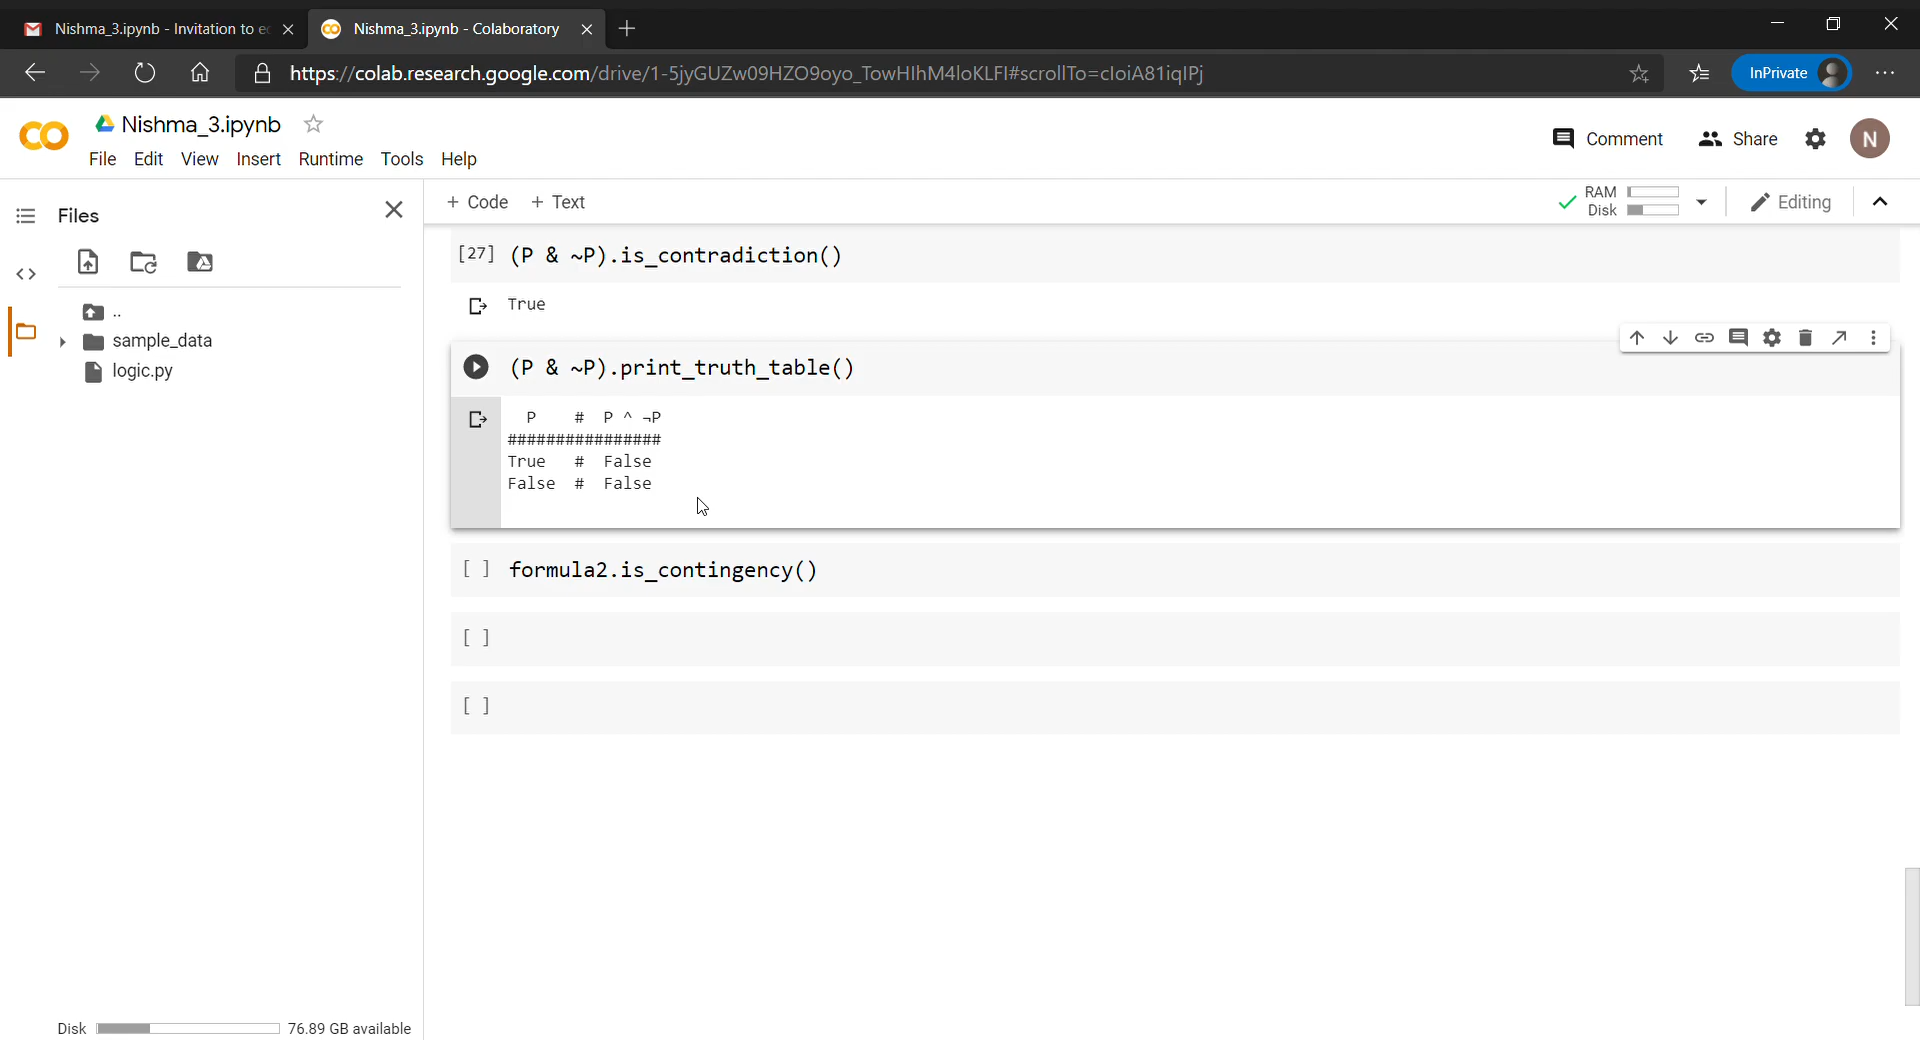 Nishma_3.ipynb - Invitation to e
Nishma_3.ipynb - Colaboratory
https://colab.research.google.com/drive/1-5jyGUZw09HZO9oyo_TowHIhM4loKLFI#scrollTo=cloiA81iqlPj
InPrivate
Nishma_3.ipynb
File Edit View Insert Runtime Tools Help
Comment
Share
N
Files
+ Code + Text
RAM
Disk
Editing
[27] (P & ~P).is_contradiction()
True
..
sample_data
logic.py
(P & ~P).print_truth_table()
P # P ^ ¬P
################
True # False
False # False
[ ] formula2.is_contingency()
[ ]
[ ]
Disk 76.89 GB available